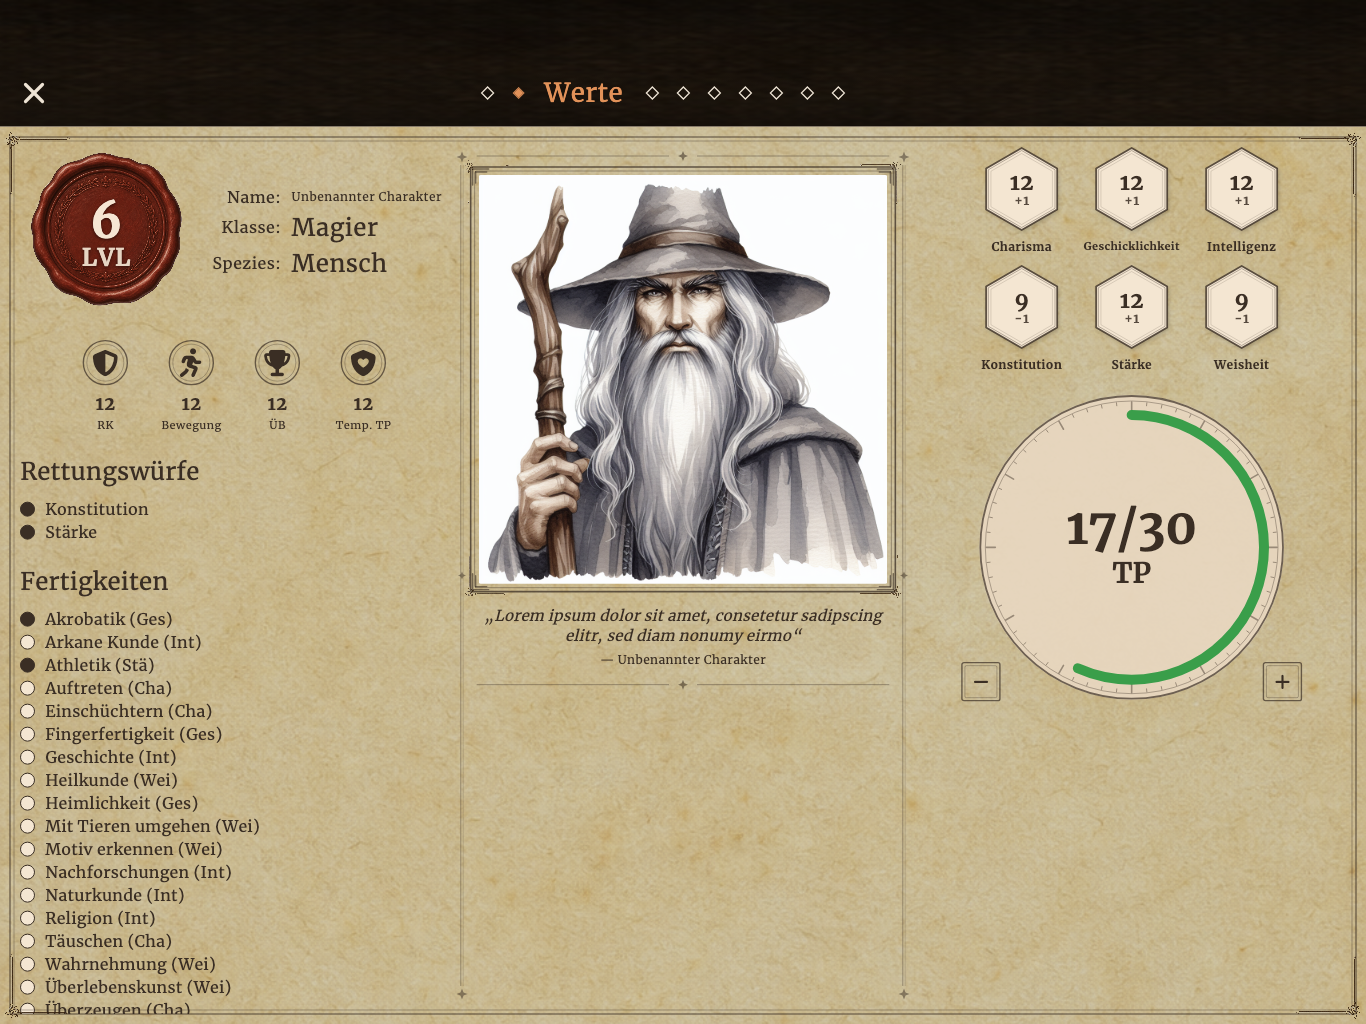 Werte
6
LVL
Name: Unbenannter Charakter
Klasse: Magier
Spezies: Mensch
12
RK
12
Bewegung
12
ÜB
12
Temp. TP
Rettungswürfe
Konstitution
Stärke
Fertigkeiten
Akrobatik (Ges)
Arkane Kunde (Int)
Athletik (Stä)
Auftreten (Cha)
Einschüchtern (Cha)
Fingerfertigkeit (Ges)
Geschichte (Int)
Heilkunde (Wei)
Heimlichkeit (Ges)
Mit Tieren umgehen (Wei)
Motiv erkennen (Wei)
Nachforschungen (Int)
Naturkunde (Int)
Religion (Int)
Täuschen (Cha)
Wahrnehmung (Wei)
Überlebenskunst (Wei)
Überzeugen (Cha)
„Lorem ipsum dolor sit amet, consetetur sadipscing
elitr, sed diam nonumy eirmo“
— Unbenannter Charakter
12
+1
Charisma
12
+1
Geschicklichkeit
12
+1
Intelligenz
9
-1
Konstitution
12
+1
Stärke
9
-1
Weisheit
17/30
TP
− +